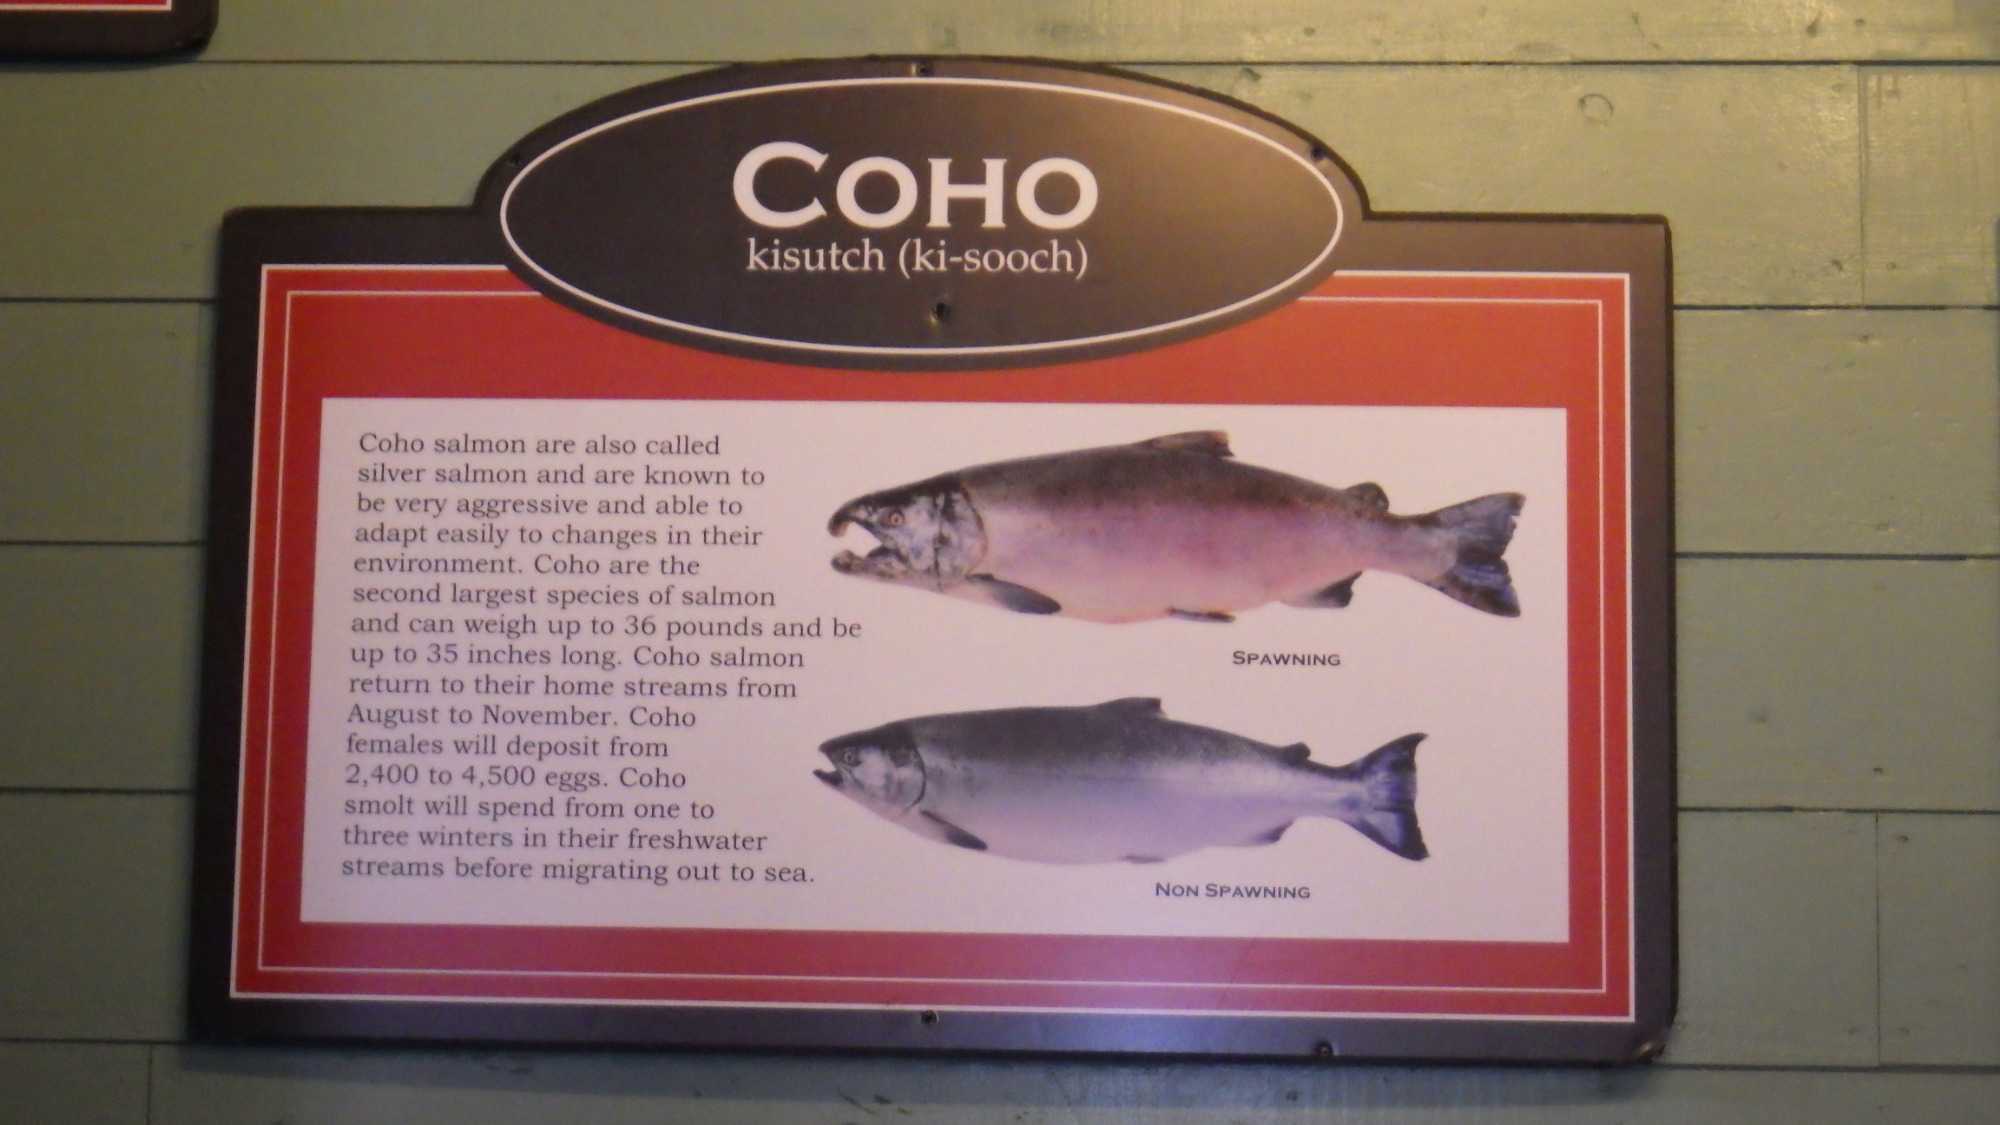 COHO
kisutch (ki-sooch)
Coho salmon are also called
silver salmon and are known to
be very aggressive and able to
adapt easily to changes in their
environment. Coho are the
second largest species of salmon
and can weigh up to 36 pounds and be
up to 35 inches long. Coho salmon
return to their home streams from
August to November. Coho
females will deposit from
2,400 to 4,500 eggs. Coho
smolt will spend from one to
three winters in their freshwater
streams before migrating out to sea.
SPAWNING
NON SPAWNING